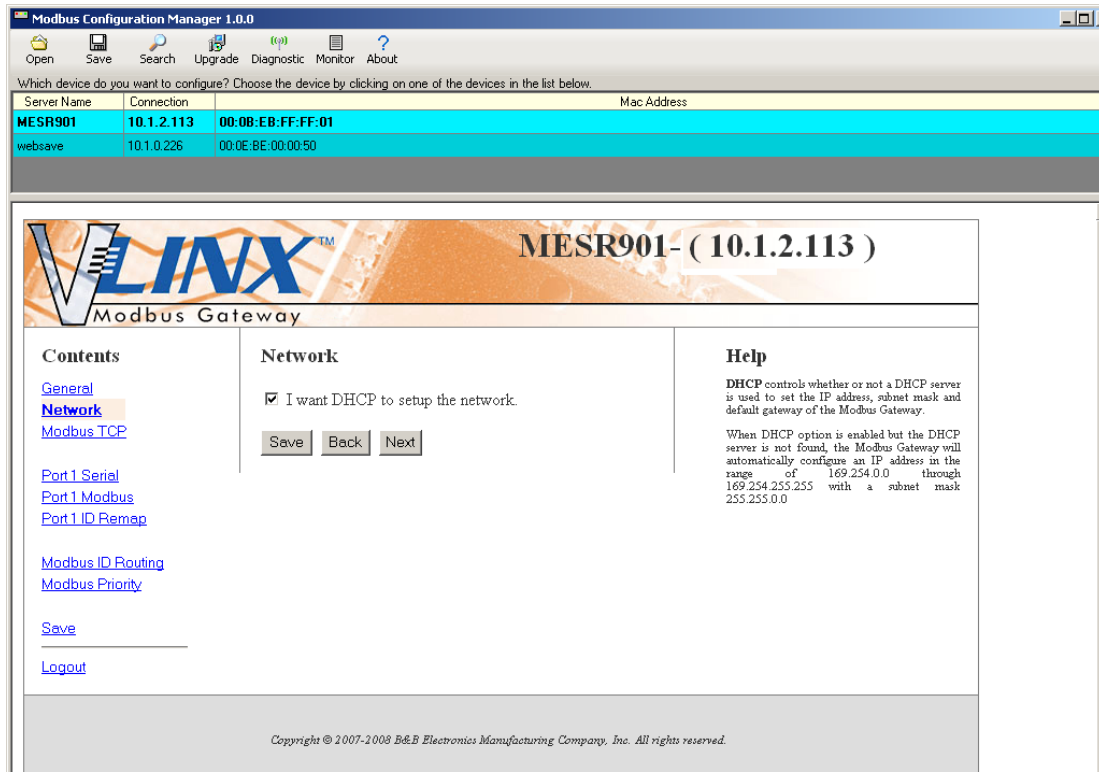 Modbus Configuration Manager 1.0.0
Open Save Search Upgrade Diagnostic Monitor About
Which device do you want to configure? Choose the device by clicking on one of the devices in the list below.
Server Name Connection Mac Address
MESR901 10.1.2.113 00:0B:EB:FF:FF:01
websave 10.1.0.226 00:0E:BE:00:00:50
VLINX™
Modbus Gateway
MESR901- ( 10.1.2.113 )
Contents
General
Network
Modbus TCP
Port 1 Serial
Port 1 Modbus
Port 1 ID Remap
Modbus ID Routing
Modbus Priority
Save
Logout
Network
I want DHCP to setup the network.
Save Back Next
Help
DHCP controls whether or not a DHCP server
is used to set the IP address, subnet mask and
default gateway of the Modbus Gateway.
When DHCP option is enabled but the DHCP
server is not found, the Modbus Gateway will
automatically configure an IP address in the
range of 169.254.0.0 through
169.254.255.255 with a subnet mask
255.255.0.0
Copyright © 2007-2008 B&B Electronics Manufacturing Company, Inc. All rights reserved.